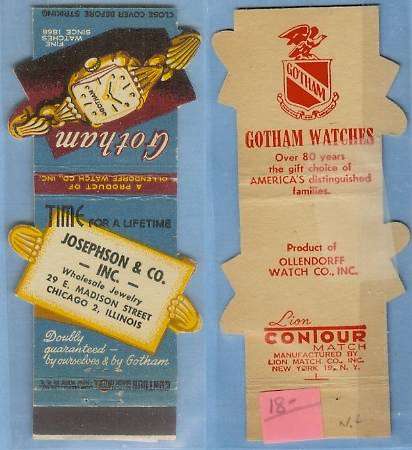 CLOSE COVER BEFORE STRIKING
FINE
WATCHES
SINCE 1868
GOTHAM
Gotham
A PRODUCT OF
OLLENDORFF WATCH CO., INC.
TIME FOR A LIFETIME
JOSEPHSON & CO.
— INC. —
Wholesale Jewelry
29 E. MADISON STREET
CHICAGO 2, ILLINOIS
Doubly
guaranteed —
by ourselves & by Gotham
GOTHAM
GOTHAM WATCHES
Over 80 years
the gift choice of
AMERICA'S distinguished
families.
Product of
OLLENDORFF
WATCH CO., INC.
Lion
CONTOUR
MATCH
MANUFACTURED BY
LION MATCH CO., INC.
NEW YORK 19, N. Y.
18-